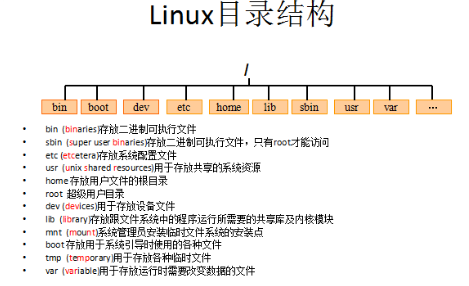 Linux目录结构
/
bin boot dev etc home lib sbin usr var ...
• bin (binaries)存放二进制可执行文件
• sbin (super user binaries)存放二进制可执行文件，只有root才能访问
• etc (etcetera)存放系统配置文件
• usr (unix shared resources)用于存放共享的系统资源
• home 存放用户文件的根目录
• root 超级用户目录
• dev (devices)用于存放设备文件
• lib (library)存放跟文件系统中的程序运行所需要的共享库及内核模块
• mnt (mount)系统管理员安装临时文件系统的安装点
• boot 存放用于系统引导时使用的各种文件
• tmp (temporary)用于存放各种临时文件
• var (variable)用于存放运行时需要改变数据的文件